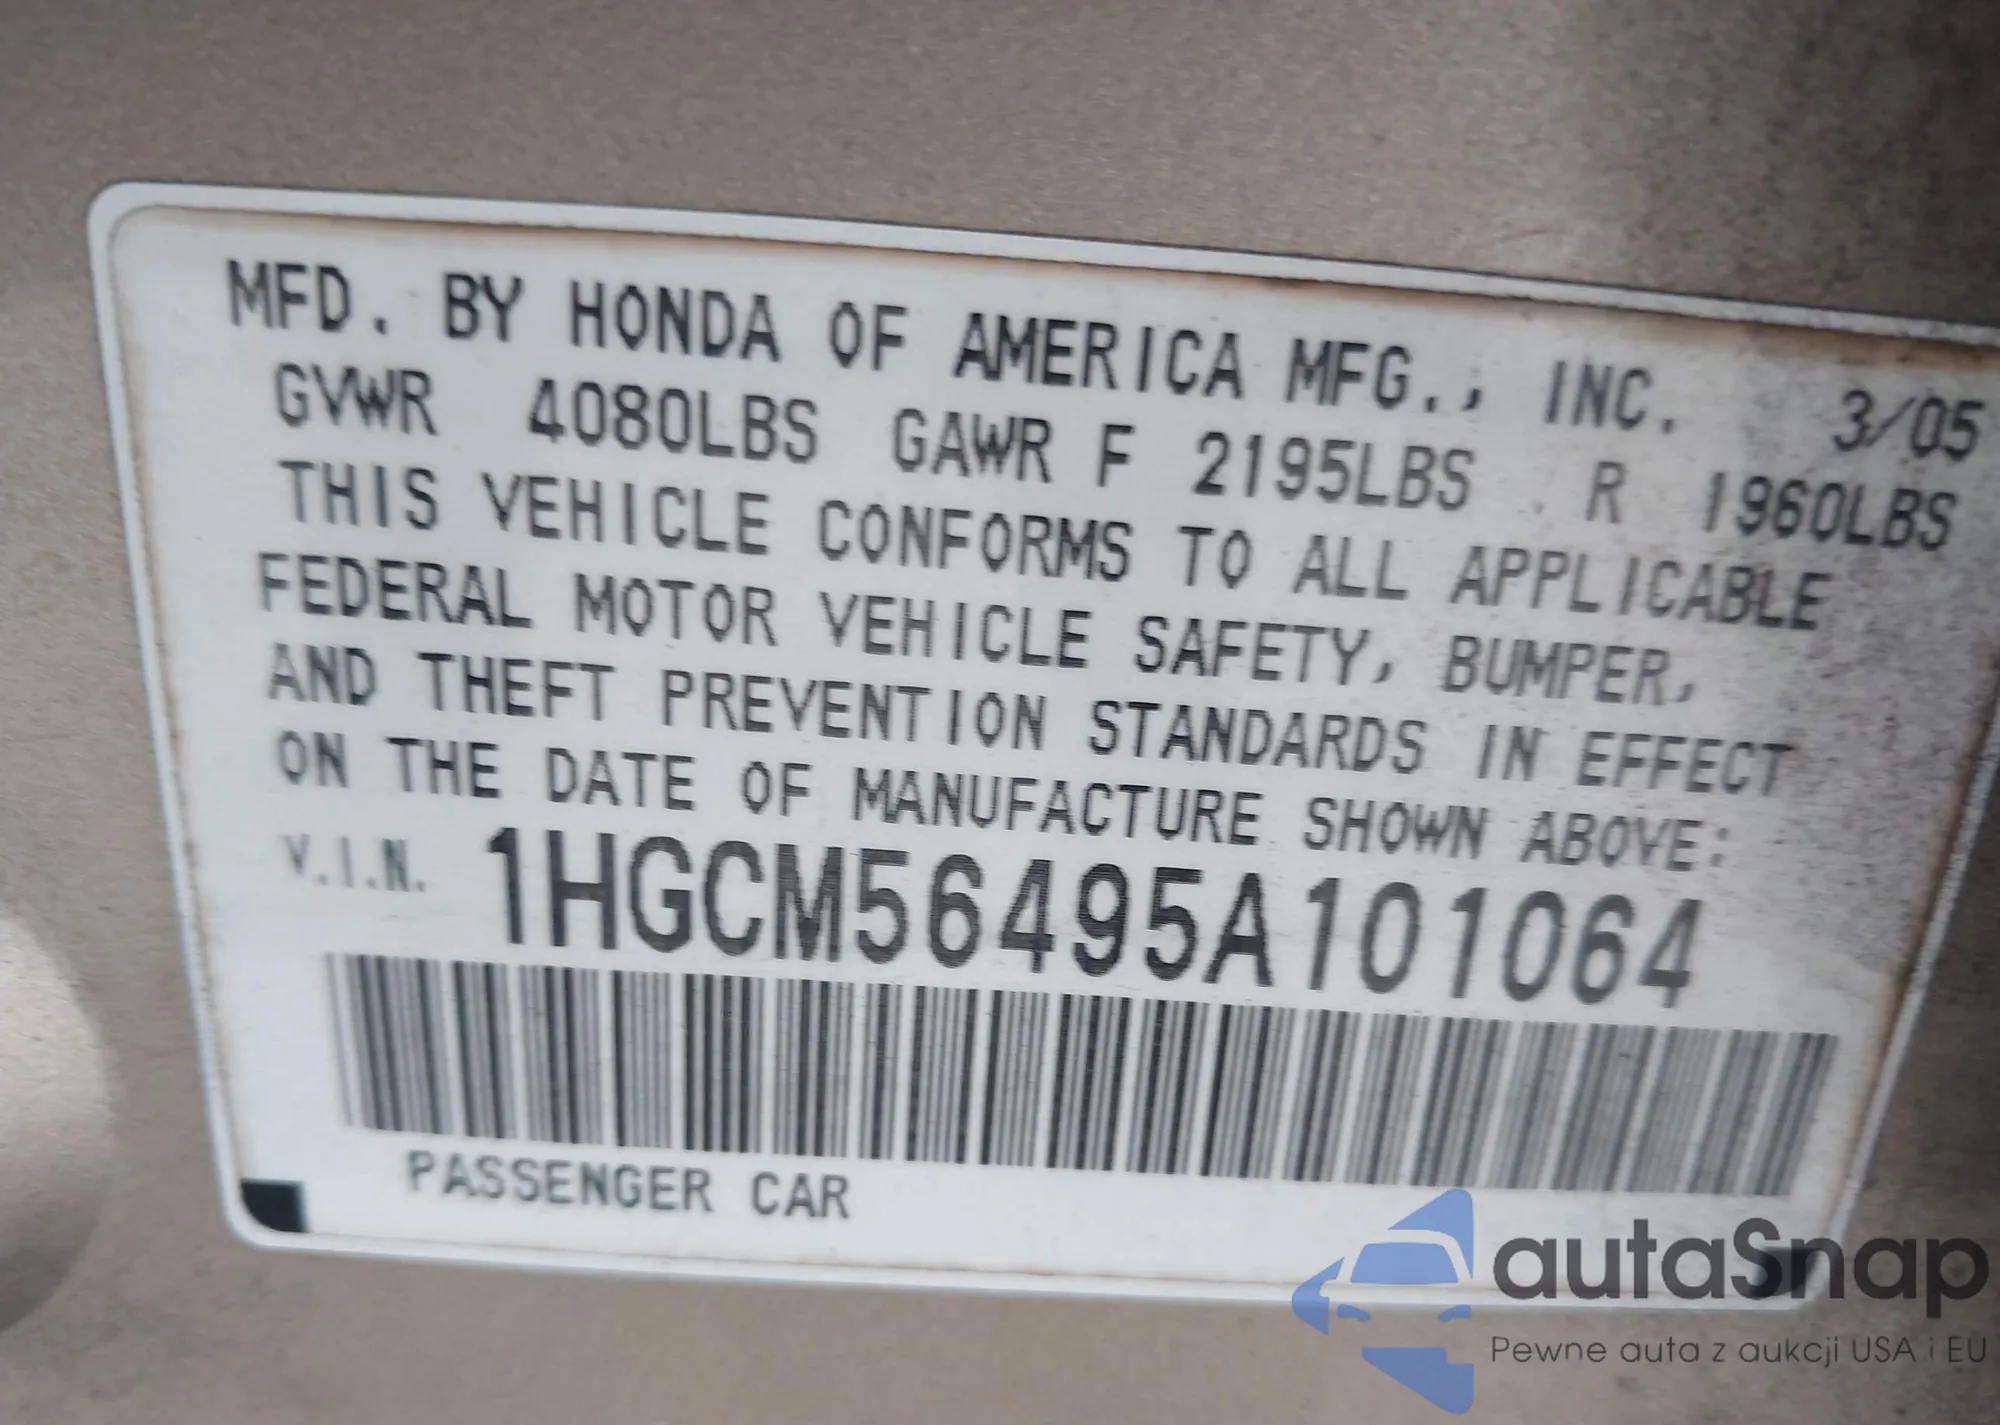 MFD. BY HONDA OF AMERICA MFG., INC. 3/05
GVWR 4080LBS GAWR F 2195LBS R 1960LBS
THIS VEHICLE CONFORMS TO ALL APPLICABLE
FEDERAL MOTOR VEHICLE SAFETY, BUMPER,
AND THEFT PREVENTION STANDARDS IN EFFECT
ON THE DATE OF MANUFACTURE SHOWN ABOVE:
V.I.N. 1HGCM56495A101064
PASSENGER CAR
autaSnap
Pewne auta z aukcji USA i EU